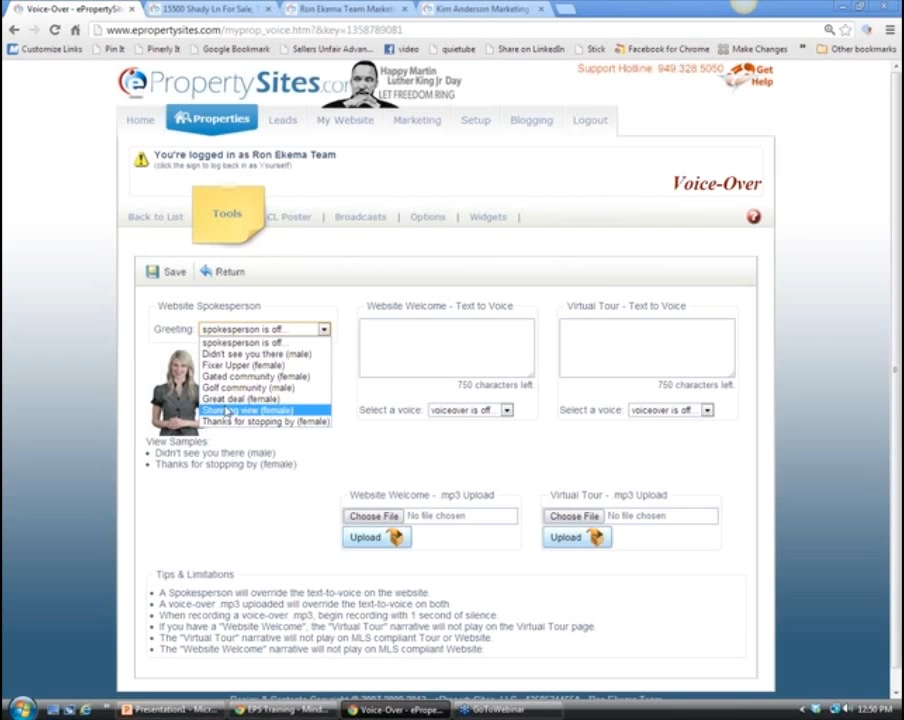 Voice-Over - ePropertySit
15500 Shady Ln For Sale,
Ron Ekema Team Market
Kim Anderson Marketing
www.epropertysites.com/myprop_voice.htm?&key=1358789081
Customize Links
Pin It
Pinerly It
Google Bookmark
Sellers Unfair Advan...
video
quietube
Share on LinkedIn
Stick
Facebook for Chrome
Make Changes
»
Other bookmarks
ePropertySites.com
Happy Martin
Luther King Jr Day
LET FREEDOM RING
Support Hotline: 949.328.5050
Get
Help
Home
Properties
Leads
My Website
Marketing
Setup
Blogging
Logout
You're logged in as Ron Ekema Team
(click the sign to log back in as 'Yourself')
Voice-Over
Back to List
Tools
CL Poster |
Broadcasts |
Options |
Widgets |
Save
Return
Website Spokesperson
Greeting: spokesperson is off...
spokesperson is off...
Didn't see you there (male)
Fixer Upper (female)
Gated community (female)
Golf community (male)
Great deal (female)
Stunning view (female)
Thanks for stopping by (female)
View Samples:
• Didn't see you there (male)
• Thanks for stopping by (female)
Website Welcome - Text to Voice
750 characters left.
Select a voice: voiceover is off...
Virtual Tour - Text to Voice
750 characters left.
Select a voice: voiceover is off...
Website Welcome - .mp3 Upload
Choose File No file chosen
Upload
Virtual Tour - .mp3 Upload
Choose File No file chosen
Upload
Tips & Limitations
• A Spokesperson will override the text-to-voice on the website.
• A voice-over .mp3 uploaded will override the text-to-voice on both.
• When recording a voice-over .mp3, begin recording with 1 second of silence.
• If you have a "Website Welcome", the "Virtual Tour" narrative will not play on the Virtual Tour page.
• The "Virtual Tour" narrative will not play on MLS compliant Tour or Website.
• The "Website Welcome" narrative will not play on MLS compliant Website.
Presentation1 - Micr...
EPS Training - Mind...
Voice-Over - ePrope...
GoToWebinar
12:50 PM